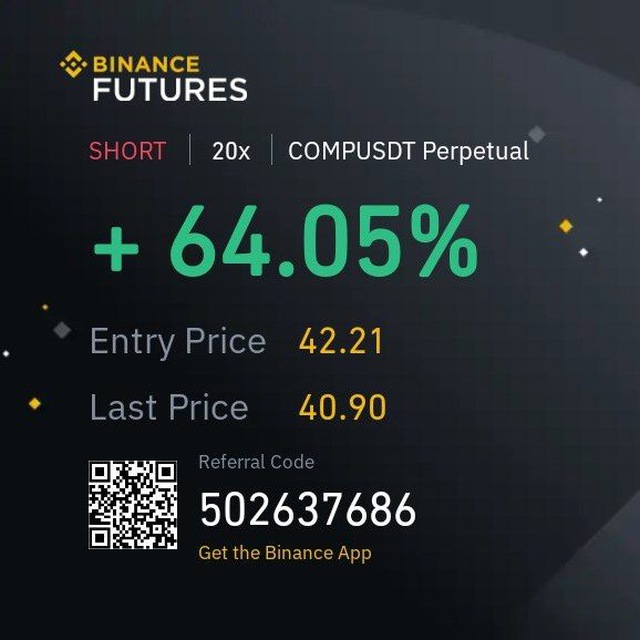 BINANCE
FUTURES
SHORT | 20x | COMPUSDT Perpetual
+ 64.05%
Entry Price 42.21
Last Price 40.90
Referral Code
502637686
Get the Binance App